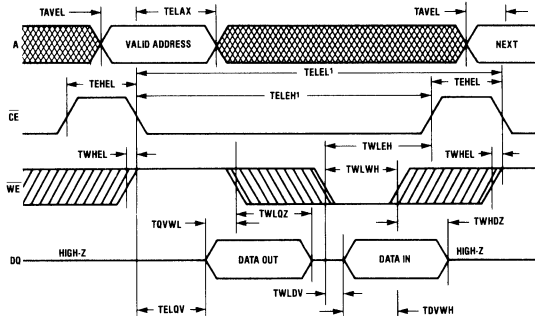 TAVEL TELAX TAVEL
A VALID ADDRESS NEXT
TELEL¹
TEHEL TEHEL
TELEH¹
CE
TWHEL TWLEH TWHEL
TWLWH
WE
TQVWL TWLQZ TWHDZ
DQ HIGH-Z DATA OUT DATA IN HIGH-Z
TWLDV
TELQV TDVWH